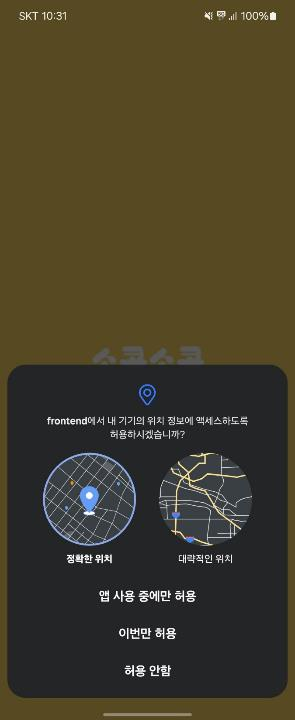 SKT 10:31
100%
frontend에서 내 기기의 위치 정보에 액세스하도록
허용하시겠습니까?
정확한 위치
대략적인 위치
앱 사용 중에만 허용
이번만 허용
허용 안함